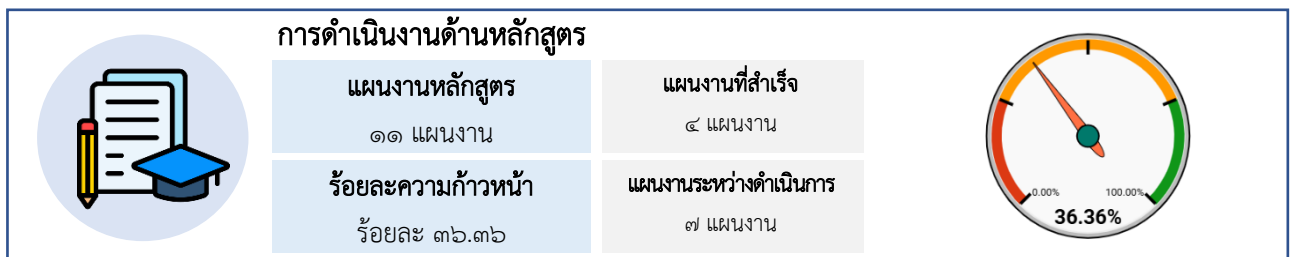 การดำเนินงานด้านหลักสูตร
แผนงานหลักสูตร
๑๑ แผนงาน
แผนงานที่สำเร็จ
๔ แผนงาน
ร้อยละความก้าวหน้า
ร้อยละ ๓๖.๓๖
แผนงานระหว่างดำเนินการ
๗ แผนงาน
0.00%
100.00%
36.36%